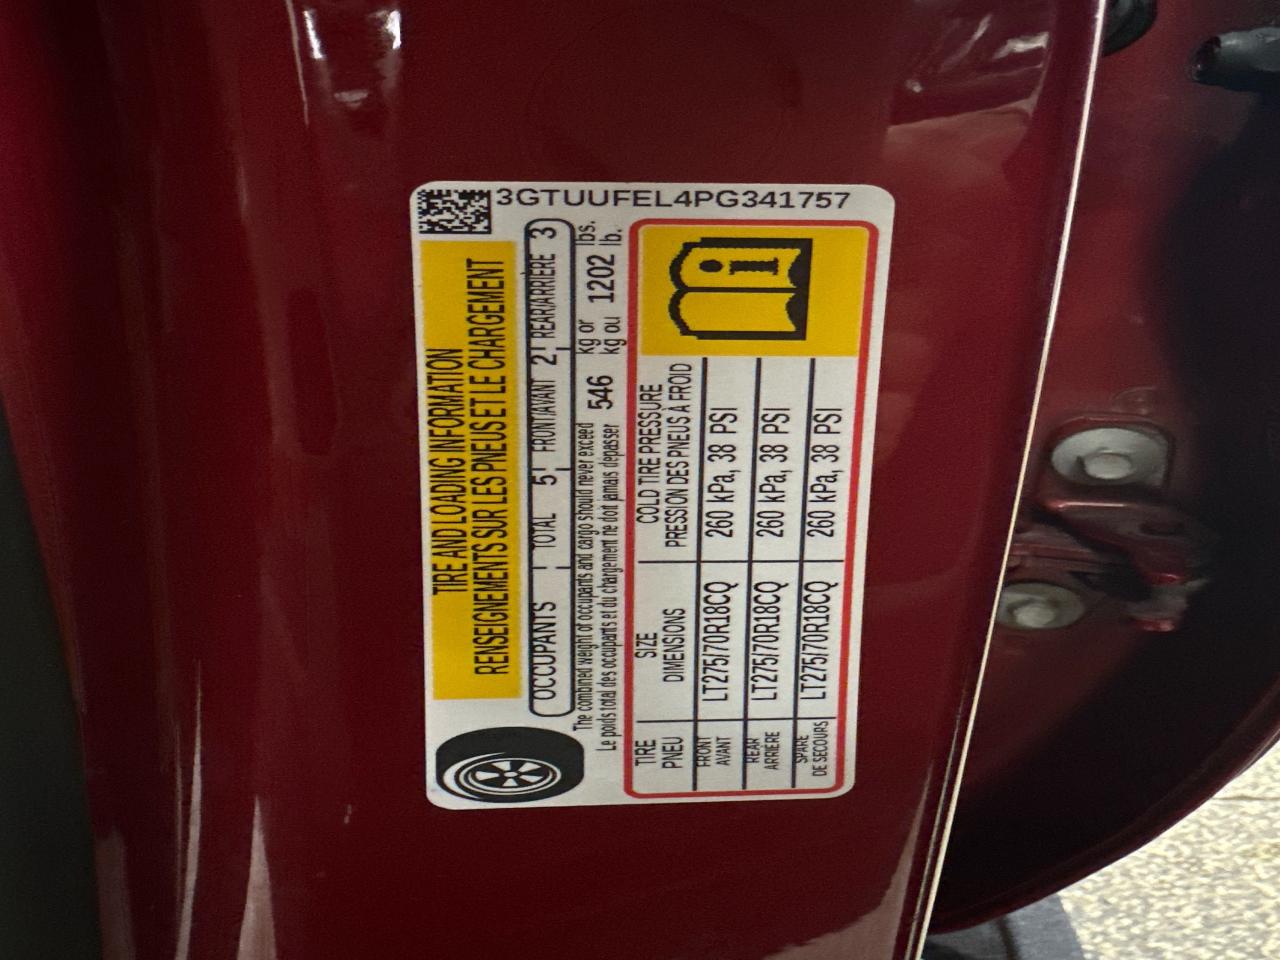 3GTUUFEL4PG341757
TIRE AND LOADING INFORMATION
RENSEIGNEMENTS SUR LES PNEUS ET LE CHARGEMENT
OCCUPANTS TOTAL 5 FRONT/AVANT 2 REAR/ARRIÈRE 3
The combined weight of occupants and cargo should never exceed 546 kg or 1202 lbs.
Le poids total des occupants et du chargement ne doit jamais dépasser kg ou lb.
TIRE SIZE COLD TIRE PRESSURE
PNEU DIMENSIONS PRESSION DES PNEUS À FROID
FRONT
AVANT LT275/70R18CQ 260 kPa, 38 PSI
REAR
ARRIÈRE LT275/70R18CQ 260 kPa, 38 PSI
SPARE
DE SECOURS LT275/70R18CQ 260 kPa, 38 PSI
i